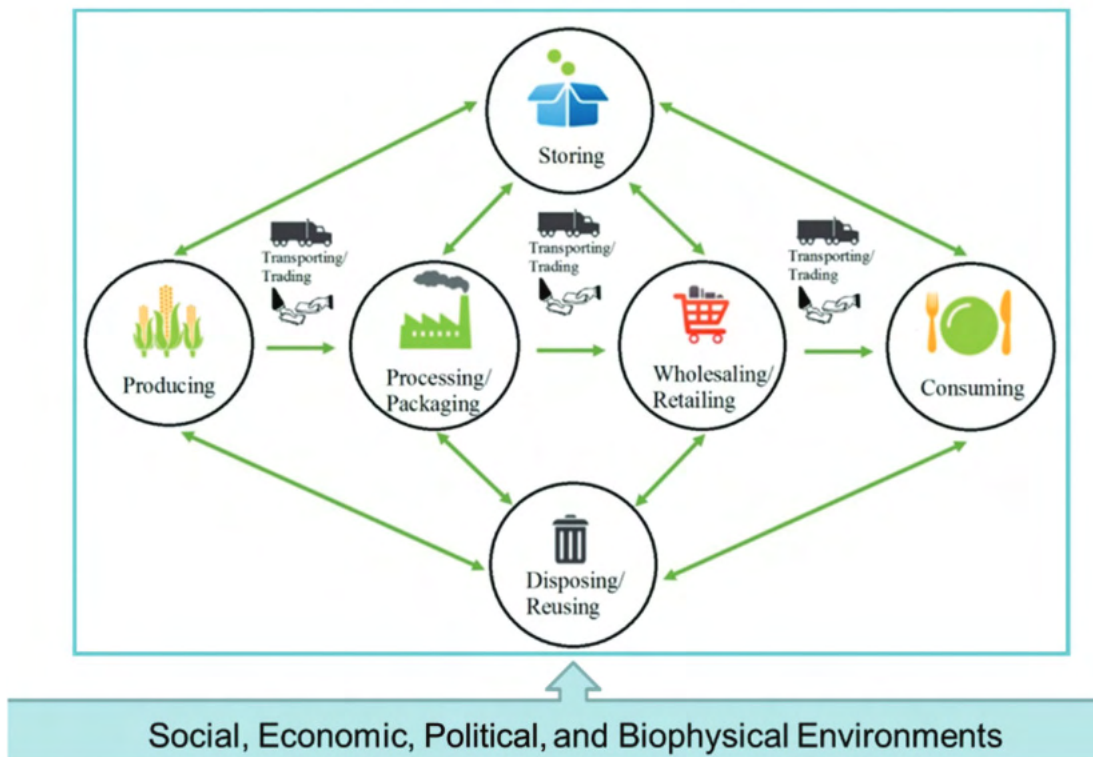 Storing
Transporting/
Trading
Transporting/
Trading
Transporting/
Trading
Producing
Processing/
Packaging
Wholesaling/
Retailing
Consuming
Disposing/
Reusing
Social, Economic, Political, and Biophysical Environments